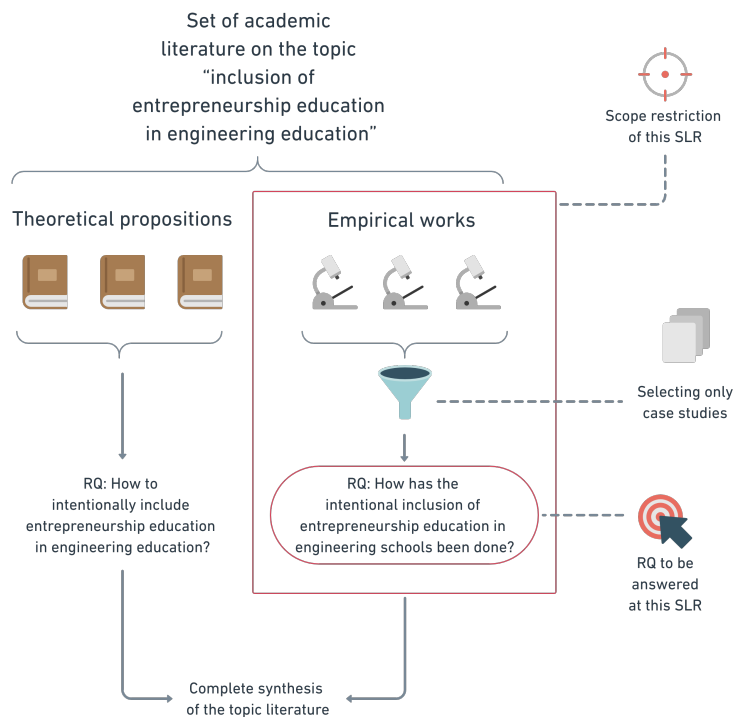 Set of academic
literature on the topic
“inclusion of
entrepreneurship education
in engineering education”
Scope restriction
of this SLR
Theoretical propositions
Empirical works
Selecting only
case studies
RQ: How to
intentionally include
entrepreneurship education
in engineering education?
RQ: How has the
intentional inclusion of
entrepreneurship education in
engineering schools been done?
RQ to be
answered
at this SLR
Complete synthesis
of the topic literature